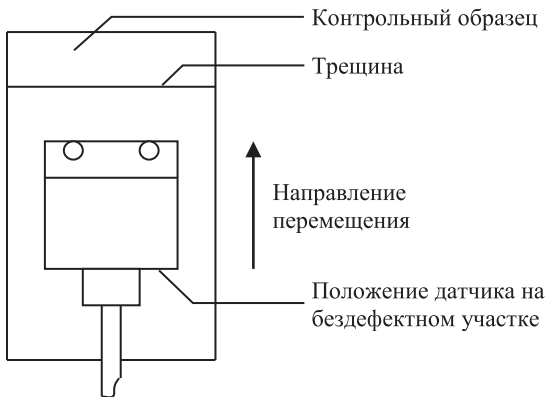 Контрольный образец
Трещина
Направление
перемещения
Положение датчика на
бездефектном участке